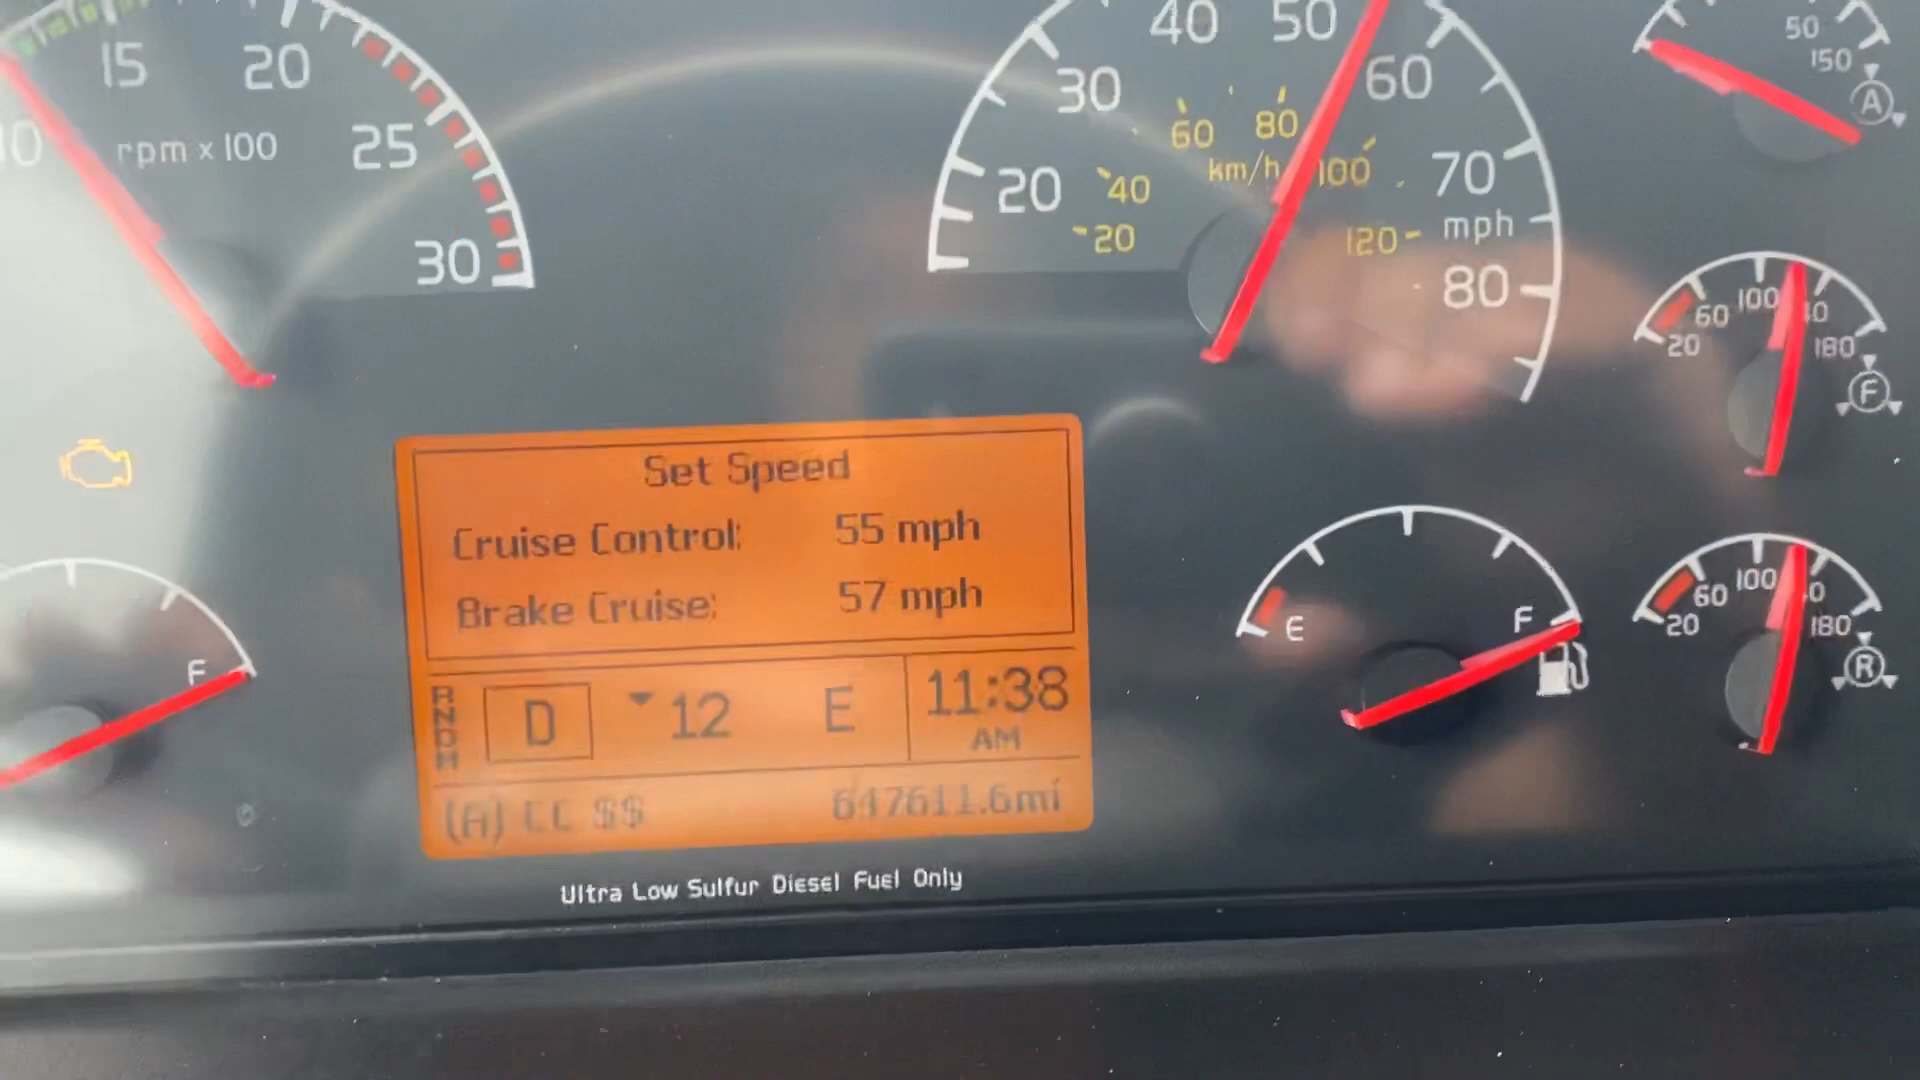 15 20
10 rpm x 100 25
30
40 50
30 60
20 70
mph
80
60 80
km/h
40 100
20 120
50
150
A
60 100
20 180
F
Set Speed
Cruise Control: 55 mph
Brake Cruise: 57 mph
R
N
D
M
D 12 E 11:38
AM
(A) CC $$ 647611.6mi
Ultra Low Sulfur Diesel Fuel Only
F
E F
60 100
20 180
R